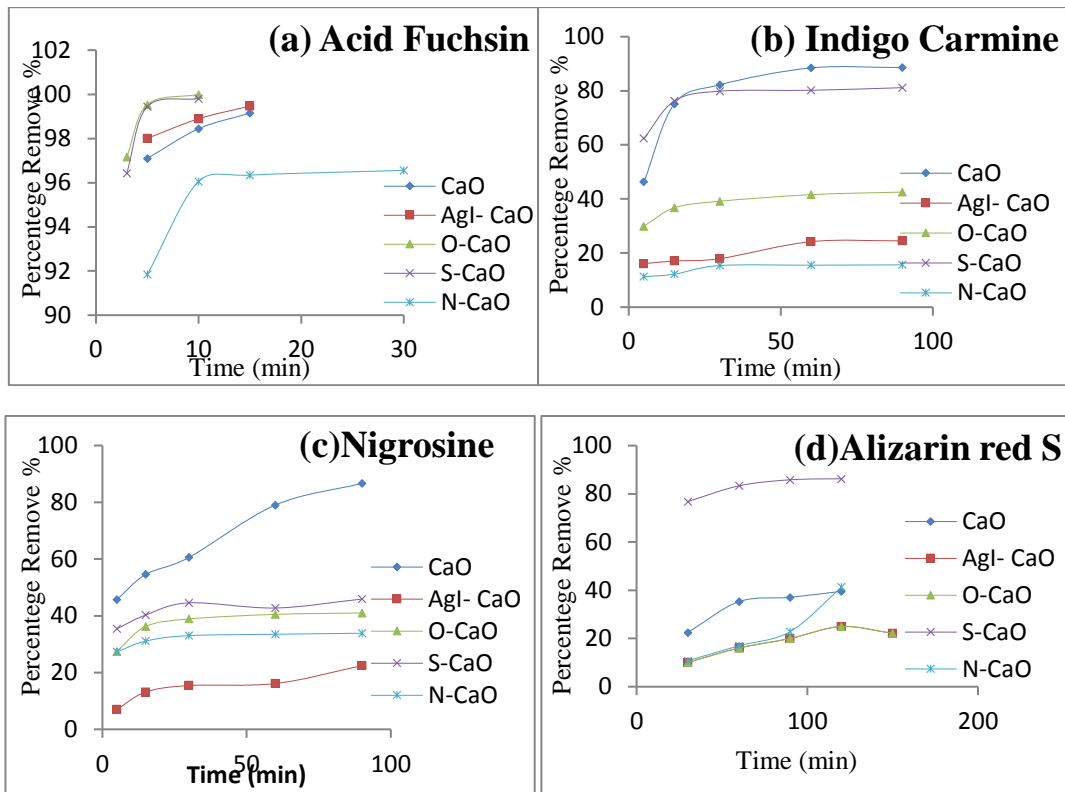 (a) Acid Fuchsin
Percentege Remove %
102
100
98
96
94
92
90
0
10
20
30
Time (min)
CaO
AgI- CaO
O-CaO
S-CaO
N-CaO
(b) Indigo Carmine
Percentege Remove %
100
80
60
40
20
0
0
50
100
Time (min)
CaO
AgI- CaO
O-CaO
S-CaO
N-CaO
(c)Nigrosine
Percentege Remove %
100
80
60
40
20
0
0
50
100
Time (min)
CaO
AgI- CaO
O-CaO
S-CaO
N-CaO
(d)Alizarin red S
Percentege Remove %
100
80
60
40
20
0
0
100
200
Time (min)
CaO
AgI- CaO
O-CaO
S-CaO
N-CaO